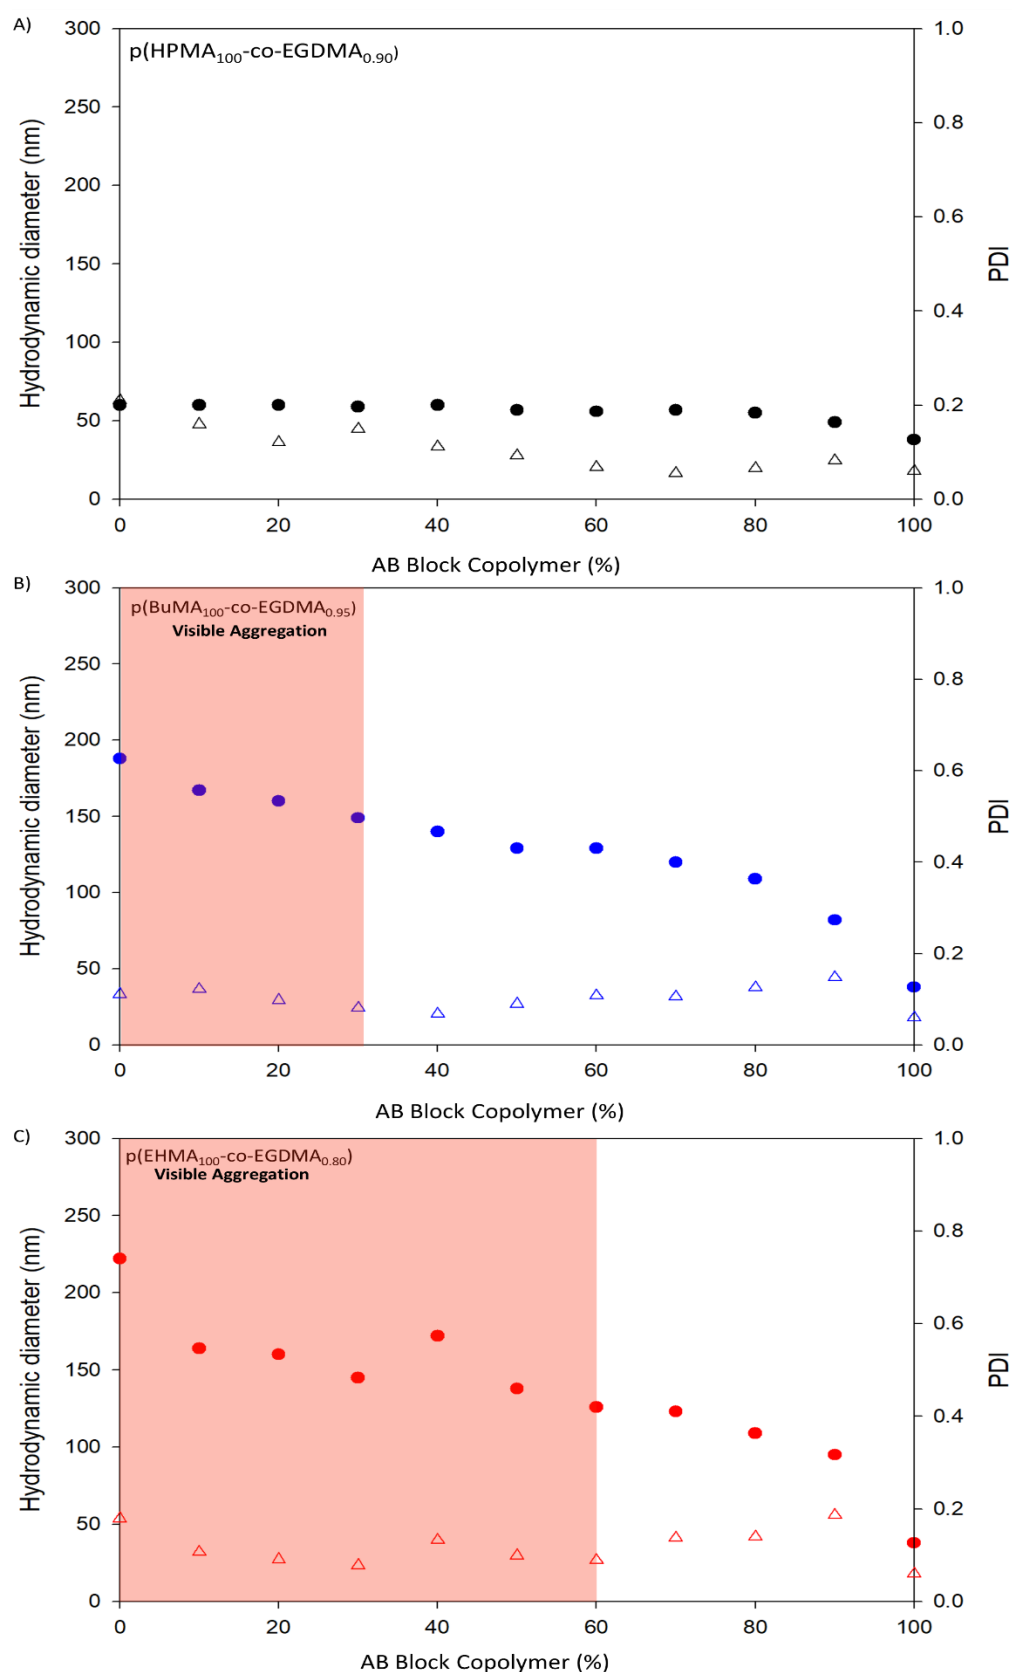 A)
p(HPMA₁₀₀-co-EGDMA₀.₉₀)
Hydrodynamic diameter (nm)
300
250
200
150
100
50
0
1.0
0.8
0.6
0.4
0.2
0.0
PDI
0 20 40 60 80 100
AB Block Copolymer (%)
B)
p(BuMA₁₀₀-co-EGDMA₀.₉₅)
Visible Aggregation
Hydrodynamic diameter (nm)
300
250
200
150
100
50
0
1.0
0.8
0.6
0.4
0.2
0.0
PDI
0 20 40 60 80 100
AB Block Copolymer (%)
C)
p(EHMA₁₀₀-co-EGDMA₀.₈₀)
Visible Aggregation
Hydrodynamic diameter (nm)
300
250
200
150
100
50
0
1.0
0.8
0.6
0.4
0.2
0.0
PDI
0 20 40 60 80 100
AB Block Copolymer (%)